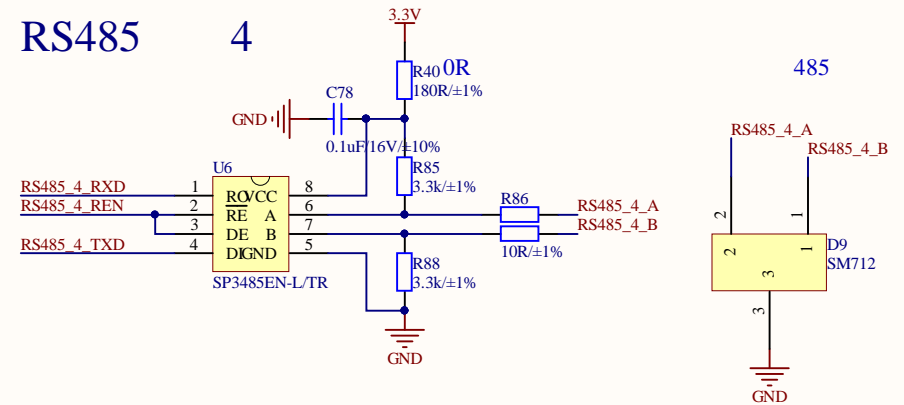 RS485 4
3.3V
R40 0R
180R/±1%
485
C78
GND
0.1uF/16V/±10%
RS485_4_A
RS485_4_B
U6
R85
3.3k/±1%
RS485_4_RXD 1 RO VCC 8
RS485_4_REN 2 RE A 6
R86 RS485_4_A
3 DE B 7
RS485_4_B
RS485_4_TXD 4 DI GND 5
10R/±1%
SP3485EN-L/TR
R88
3.3k/±1%
GND
2 1
2 1 D9
3 SM712
3
GND